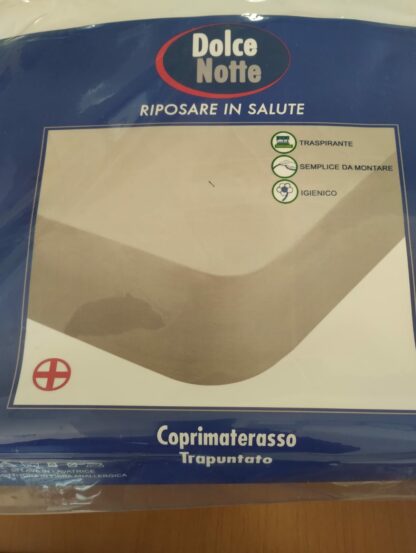 Dolce
Notte
RIPOSARE IN SALUTE
TRASPIRANTE
SEMPLICE DA MONTARE
IGIENICO
Coprimaterasso
Trapuntato